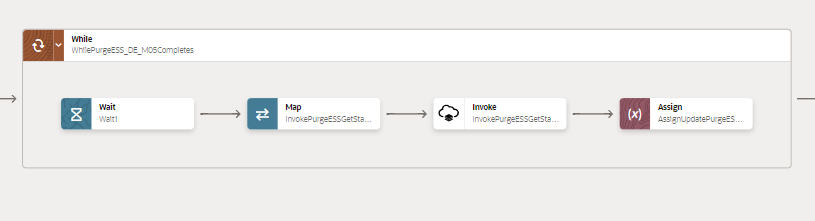 While
WhilePurgeESS_DE_M05Completes
Wait
Wait1
Map
InvokePurgeESSGetSta...
Invoke
InvokePurgeESSGetSta...
(x)
Assign
AssignUpdatePurgeES...